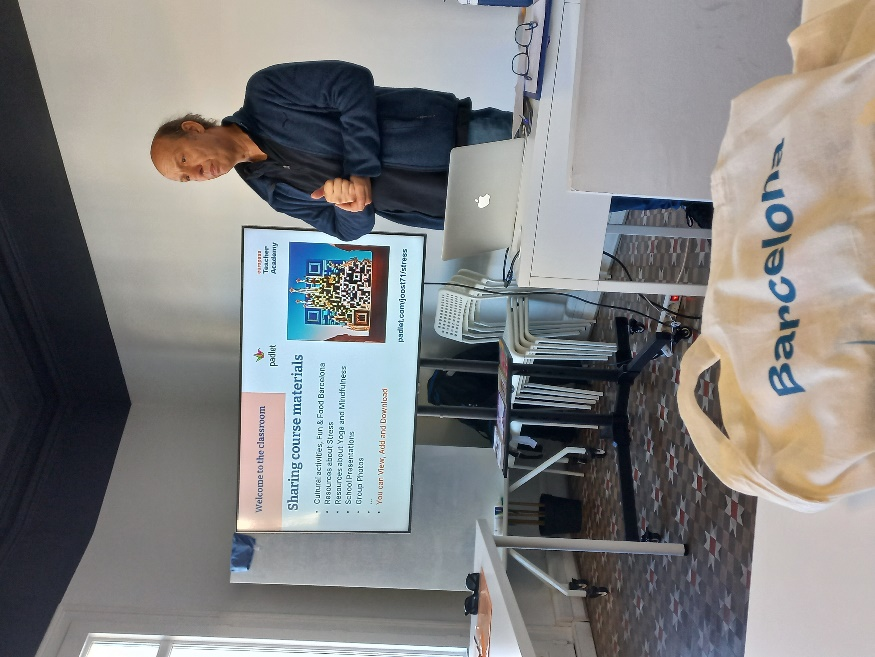 Welcome to the classroom
padlet
EUROPASS
Teacher
Academy
Sharing course materials
• Cultural activities, Fun & Food Barcelona
• Resources about Stress
• Resources about Yoga and Mindfulness
• School Presentations
• Group Photos
• ...
• You can View, Add and Download
padlet.com/joost71/stress
Barcelona